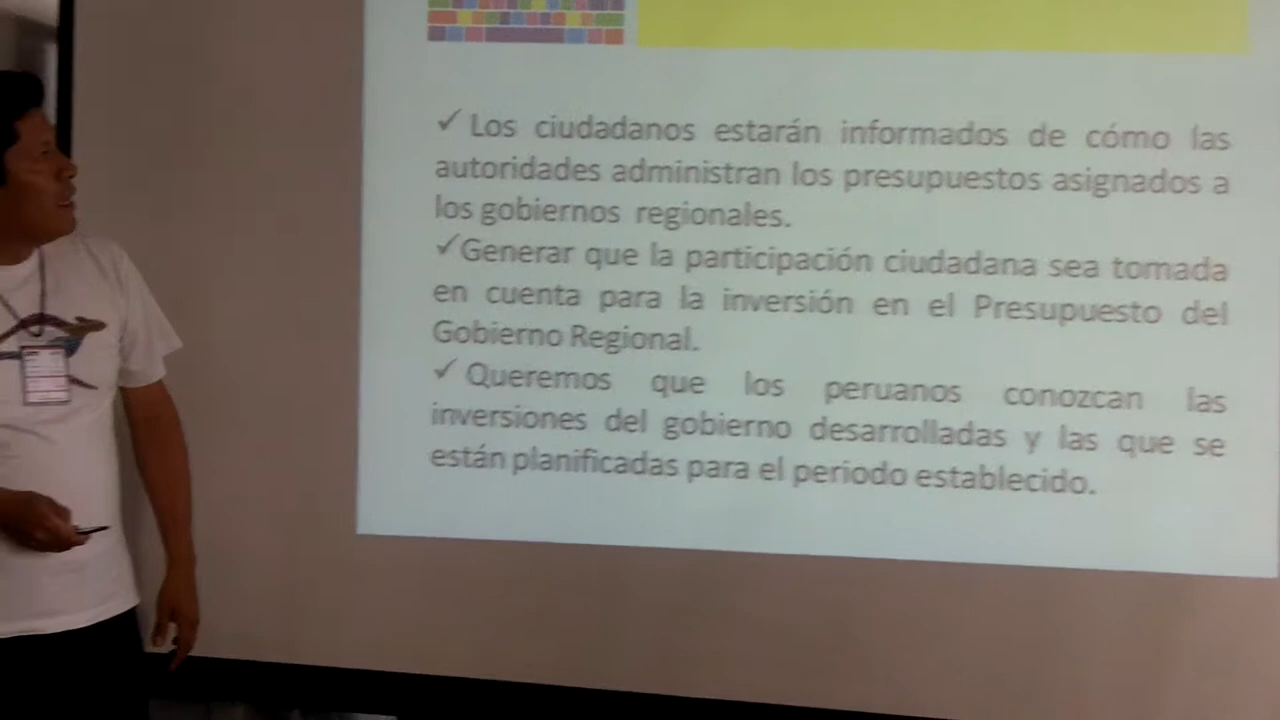 ✓ Los ciudadanos estarán informados de cómo las
autoridades administran los presupuestos asignados a
los gobiernos regionales.
✓Generar que la participación ciudadana sea tomada
en cuenta para la inversión en el Presupuesto del
Gobierno Regional.
✓ Queremos que los peruanos conozcan las
inversiones del gobierno desarrolladas y las que se
están planificadas para el periodo establecido.